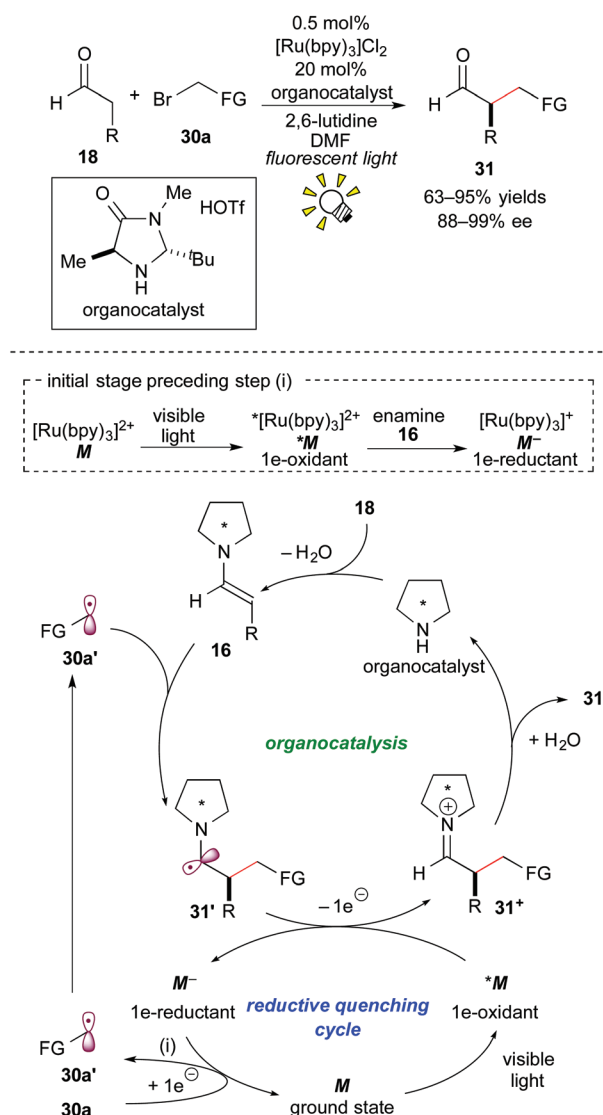 0.5 mol%
[Ru(bpy)3]Cl2
20 mol%
organocatalyst
2,6-lutidine
DMF
fluorescent light
O
H
R
18
+
Br
FG
30a
O
H
FG
R
31
63–95% yields
88–99% ee
O
Me
N
HOTf
Me
N
H
tBu
organocatalyst
initial stage preceding step (i)
[Ru(bpy)3]2+
M
visible
light
*[Ru(bpy)3]2+
*M
1e-oxidant
enamine
16
[Ru(bpy)3]+
M–
1e-reductant
*
N
H
R
16
18
– H2O
*
N
H
organocatalyst
FG
30a'
31
+ H2O
organocatalysis
*
N
FG
R
31'
*
N
+
H
FG
R
31+
– 1e–
M–
1e-reductant
reductive quenching
cycle
*M
1e-oxidant
FG
30a'
(i)
+ 1e–
30a
M
ground state
visible
light